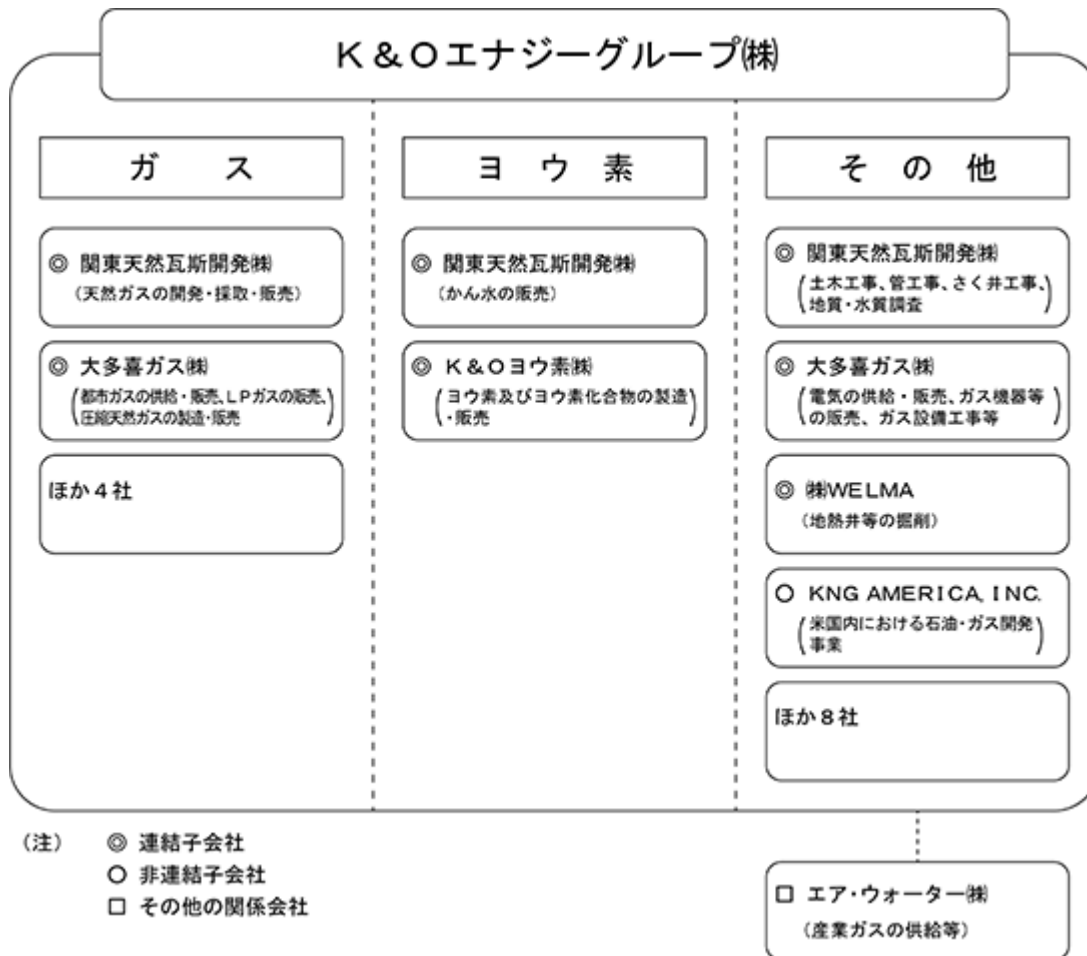 K&Oエナジーグループ㈱
ガス
◎ 関東天然瓦斯開発㈱
(天然ガスの開発・採取・販売)
◎ 大多喜ガス㈱
(都市ガスの供給・販売、LPガスの販売、
圧縮天然ガスの製造・販売)
ほか4社
ヨウ素
◎ 関東天然瓦斯開発㈱
(かん水の販売)
◎ K&Oヨウ素㈱
(ヨウ素及びヨウ素化合物の製造
・販売)
その他
◎ 関東天然瓦斯開発㈱
(土木工事、管工事、さく井工事、
地質・水質調査)
◎ 大多喜ガス㈱
(電気の供給・販売、ガス機器等
の販売、ガス設備工事等)
◎ ㈱WELMA
(地熱井等の掘削)
○ KNG AMERICA, INC.
(米国内における石油・ガス開発
事業)
ほか8社
(注) ◎ 連結子会社
○ 非連結子会社
□ その他の関係会社
□ エア・ウォーター㈱
(産業ガスの供給等)